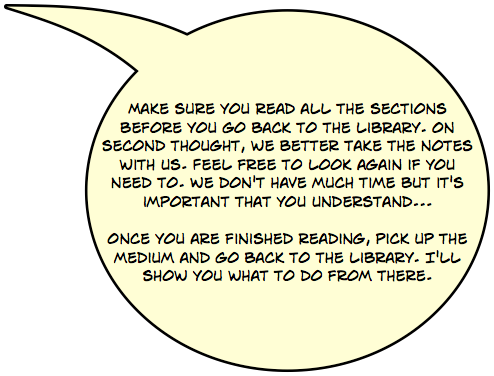 MAKE SURE YOU READ ALL THE SECTIONS
BEFORE YOU GO BACK TO THE LIBRARY. ON
SECOND THOUGHT, WE BETTER TAKE THE NOTES
WITH US. FEEL FREE TO LOOK AGAIN IF YOU
NEED TO. WE DON'T HAVE MUCH TIME BUT IT'S
IMPORTANT THAT YOU UNDERSTAND...
ONCE YOU ARE FINISHED READING, PICK UP THE
MEDIUM AND GO BACK TO THE LIBRARY. I'LL
SHOW YOU WHAT TO DO FROM THERE.